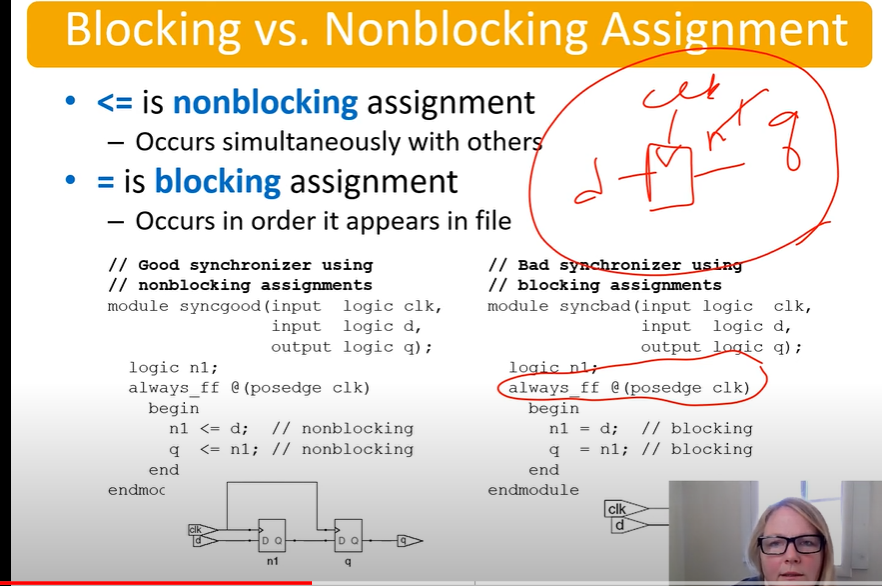 Blocking vs. Nonblocking Assignment
• <= is nonblocking assignment
– Occurs simultaneously with others
• = is blocking assignment
– Occurs in order it appears in file
clk
n1
d
q
// Good synchronizer using
// nonblocking assignments
module syncgood(input logic clk,
input logic d,
output logic q);
logic n1;
always_ff @(posedge clk)
begin
n1 <= d; // nonblocking
q <= n1; // nonblocking
end
endmoc
clk
d
D Q
D Q
q
n1
q
// Bad synchronizer using
// blocking assignments
module syncbad(input logic clk,
input logic d,
output logic q);
logic n1;
always_ff @(posedge clk)
begin
n1 = d; // blocking
q = n1; // blocking
end
endmodule
clk
d